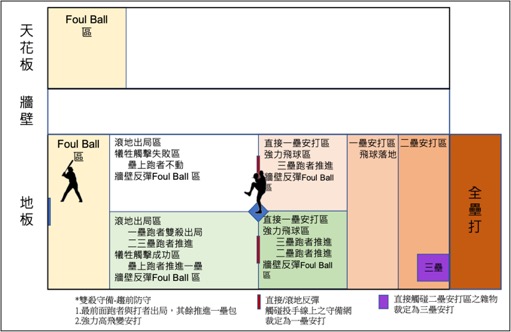 天花板
Foul Ball
區
牆壁
地板
Foul Ball
區
滾地出局區
犧牲觸擊失敗區
壘上跑者不動
牆壁反彈Foul Ball 區
直接一壘安打區
強力飛球區
三壘跑者推進
牆壁反彈Foul Ball
區
一壘安打區
飛球落地
二壘安打區
全壘打
滾地出局區
一壘跑者雙殺出局
二三壘跑者推進
犧牲觸擊成功區
壘上跑者推進一壘
牆壁反彈Foul Ball 區
直接一壘安打區
強力飛球區
三壘跑者推進
二壘跑者推進
牆壁反彈Foul Ball
區
三壘
*雙殺守備-趨前防守
1.最前面跑者與打者出局，其餘推進一壘包
2.強力高飛變安打
直接/滾地反彈
觸碰投手線上之守備網
裁定為一壘安打
直接觸碰二壘安打區之雜物
裁定為三壘安打